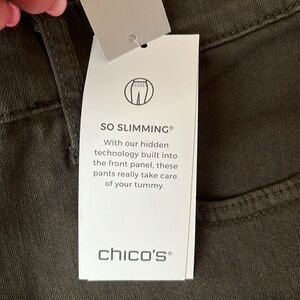 SO SLIMMING®
With our hidden
technology built into
the front panel, these
pants really take care
of your tummy.
chico's®